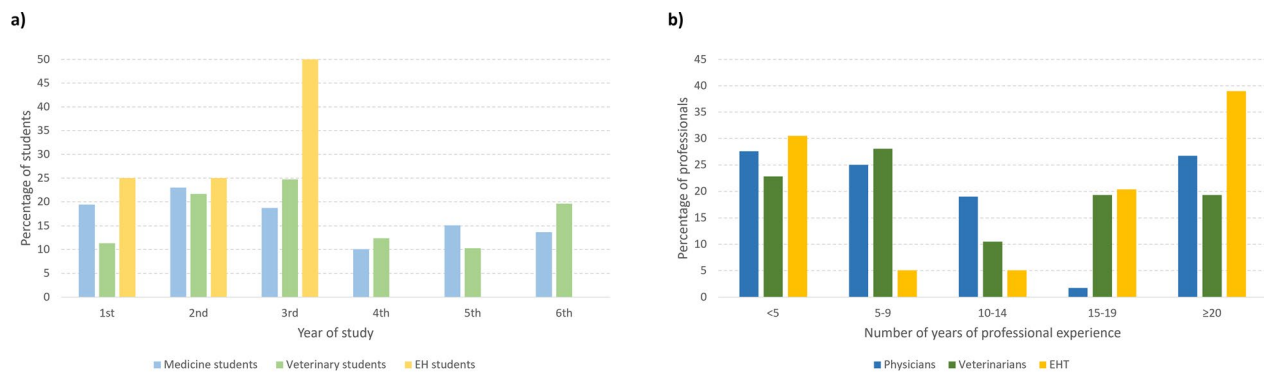 a)
Percentage of students
50
45
40
35
30
25
20
15
10
5
0
1st 2nd 3rd 4th 5th 6th
Year of study
Medicine students Veterinary students EH students
b)
Percentage of professionals
45
40
35
30
25
20
15
10
5
0
<5 5-9 10-14 15-19 ≥20
Number of years of professional experience
Physicians Veterinarians EHT